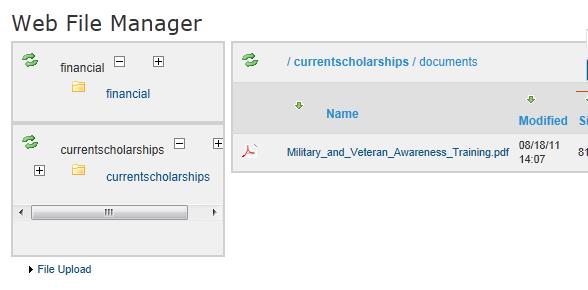 Web File Manager
financial
financial
currentscholarships
currentscholarships
File Upload
/ currentscholarships / documents
Name
Modified
Si
Military_and_Veteran_Awareness_Training.pdf
08/18/11
14:07
81